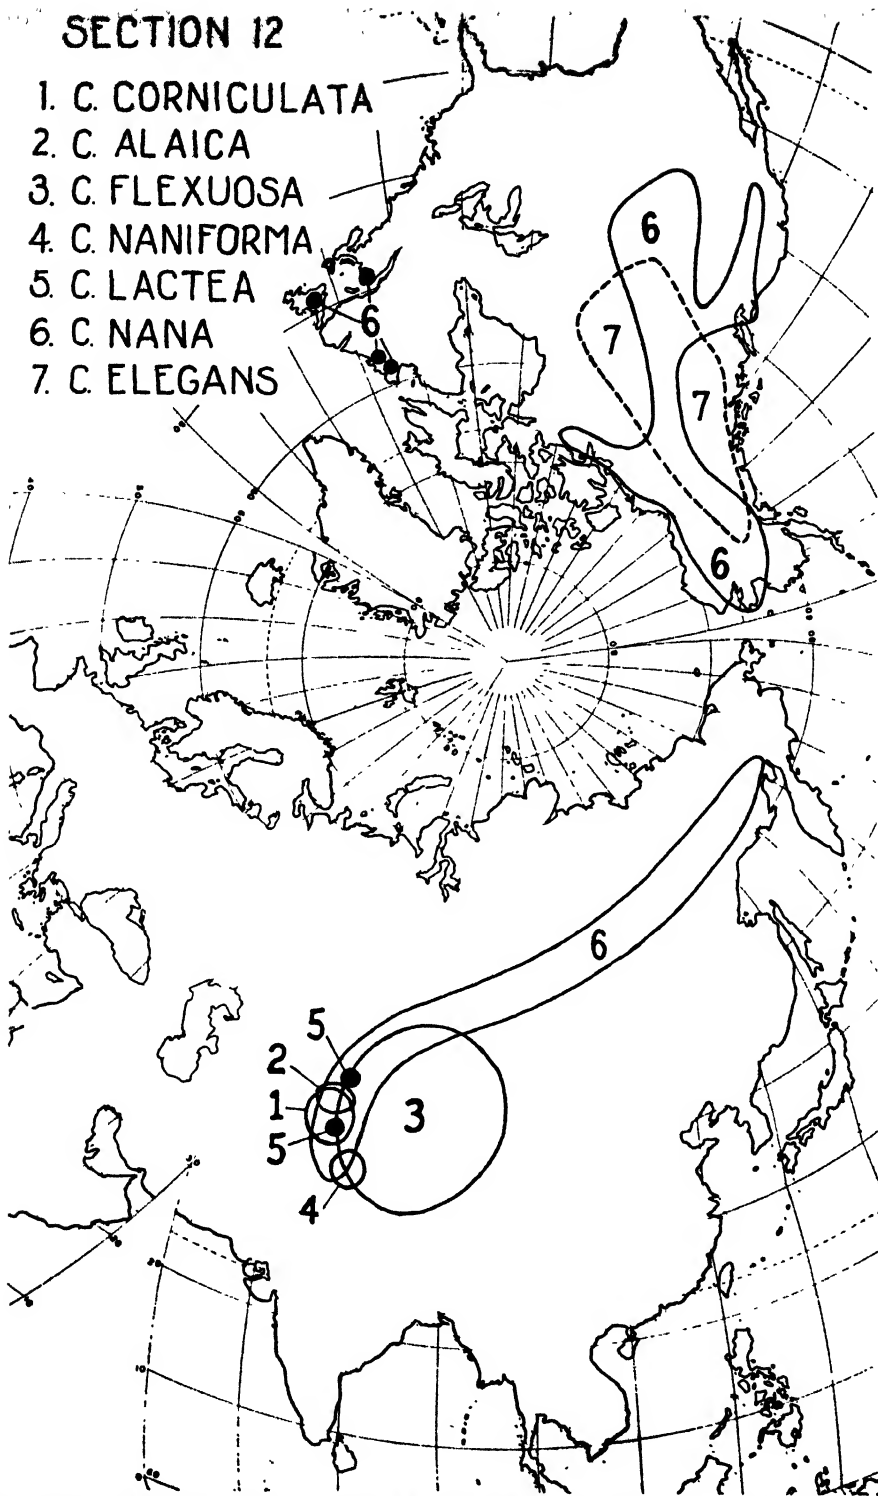 SECTION 12
1. C. CORNICULATA
2. C. ALAICA
3. C. FLEXUOSA
4. C. NANIFORMA
5. C. LACTEA
6. C. NANA
7. C. ELEGANS
6
6
7
7
6
6
5
2
1
3
5
4